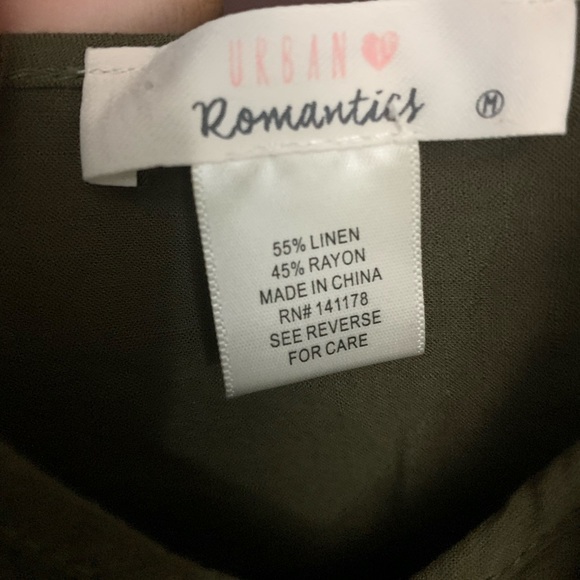 URBAN
Romantics M
55% LINEN
45% RAYON
MADE IN CHINA
RN# 141178
SEE REVERSE
FOR CARE